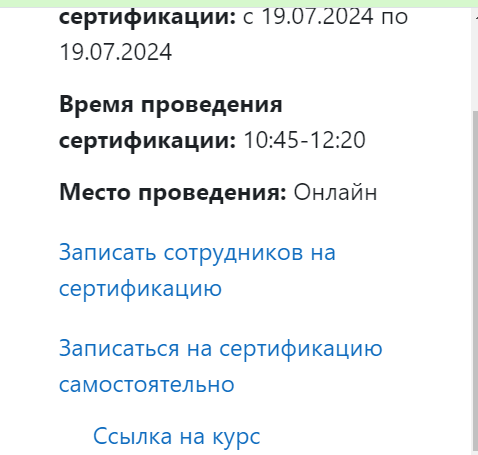 сертификации: с 19.07.2024 по
19.07.2024
Время проведения
сертификации: 10:45-12:20
Место проведения: Онлайн
Записать сотрудников на
сертификацию
Записаться на сертификацию
самостоятельно
Ссылка на курс